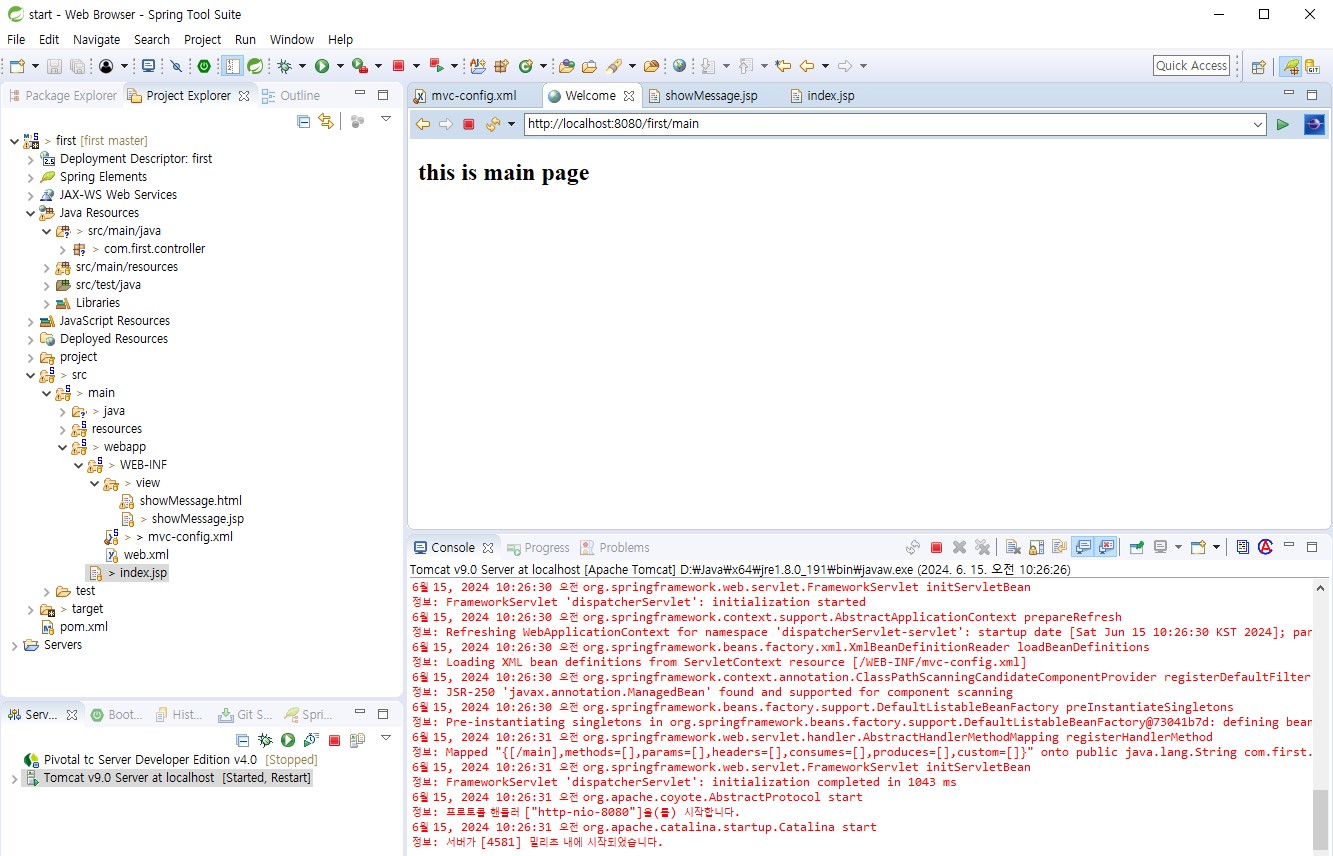 start - Web Browser - Spring Tool Suite
File Edit Navigate Search Project Run Window Help
Quick Access
Package Explorer Project Explorer Outline
> first [first master]
Deployment Descriptor: first
Spring Elements
JAX-WS Web Services
Java Resources
> src/main/java
> com.first.controller
src/main/resources
src/test/java
Libraries
JavaScript Resources
Deployed Resources
project
> src
> main
> java
resources
> webapp
> WEB-INF
> view
showMessage.html
> showMessage.jsp
> > mvc-config.xml
web.xml
> index.jsp
test
> target
pom.xml
Servers
Serv... Boot... Hist... Git S... Spri...
Pivotal tc Server Developer Edition v4.0 [Stopped]
Tomcat v9.0 Server at localhost [Started, Restart]
mvc-config.xml Welcome showMessage.jsp index.jsp
http://localhost:8080/first/main
this is main page
Console Progress Problems
Tomcat v9.0 Server at localhost [Apache Tomcat] D:₩Java₩x64₩jre1.8.0_191₩bin₩javaw.exe (2024. 6. 15. 오전 10:26:26)
6월 15, 2024 10:26:30 오전 org.springframework.web.servlet.FrameworkServlet initServletBean
정보: FrameworkServlet 'dispatcherServlet': initialization started
6월 15, 2024 10:26:30 오전 org.springframework.context.support.AbstractApplicationContext prepareRefresh
정보: Refreshing WebApplicationContext for namespace 'dispatcherServlet-servlet': startup date [Sat Jun 15 10:26:30 KST 2024]; par
6월 15, 2024 10:26:30 오전 org.springframework.beans.factory.xml.XmlBeanDefinitionReader loadBeanDefinitions
정보: Loading XML bean definitions from ServletContext resource [/WEB-INF/mvc-config.xml]
6월 15, 2024 10:26:30 오전 org.springframework.context.annotation.ClassPathScanningCandidateComponentProvider registerDefaultFilter
정보: JSR-250 'javax.annotation.ManagedBean' found and supported for component scanning
6월 15, 2024 10:26:30 오전 org.springframework.beans.factory.support.DefaultListableBeanFactory preInstantiateSingletons
정보: Pre-instantiating singletons in org.springframework.beans.factory.support.DefaultListableBeanFactory@73041b7d: defining bean
6월 15, 2024 10:26:31 오전 org.springframework.web.servlet.handler.AbstractHandlerMethodMapping registerHandlerMethod
정보: Mapped "{[/main],methods=[],params=[],headers=[],consumes=[],produces=[],custom=[]}" onto public java.lang.String com.first.
6월 15, 2024 10:26:31 오전 org.springframework.web.servlet.FrameworkServlet initServletBean
정보: FrameworkServlet 'dispatcherServlet': initialization completed in 1043 ms
6월 15, 2024 10:26:31 오전 org.apache.coyote.AbstractProtocol start
정보: 프로토콜 핸들러 ["http-nio-8080"]을(를) 시작합니다.
6월 15, 2024 10:26:31 오전 org.apache.catalina.startup.Catalina start
정보: 서버가 [4581] 밀리초 내에 시작되었습니다.